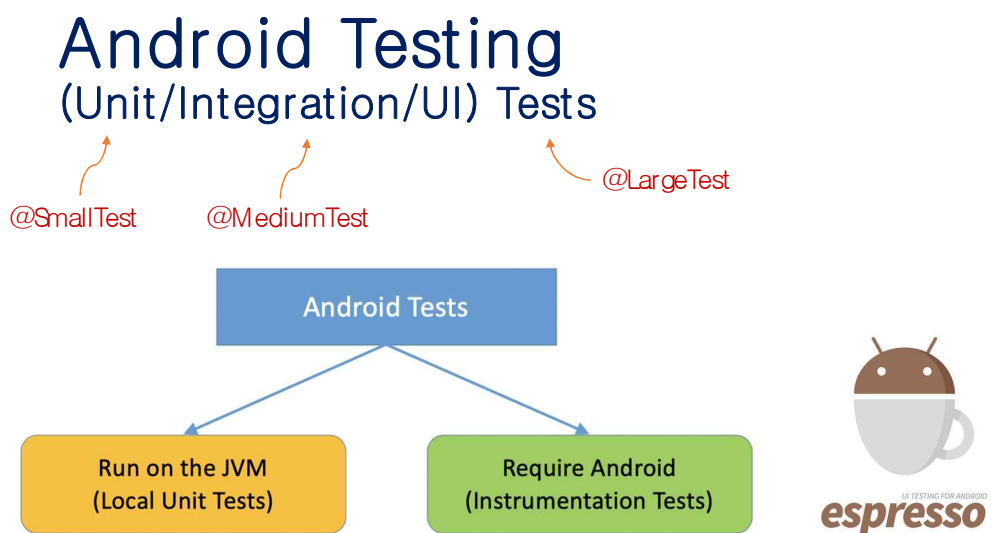 Android Testing
(Unit/Integration/UI) Tests
@LargeTest
@SmallTest
@MediumTest
Android Tests
Run on the JVM
(Local Unit Tests)
Require Android
(Instrumentation Tests)
UI TESTING FOR ANDROID
espresso